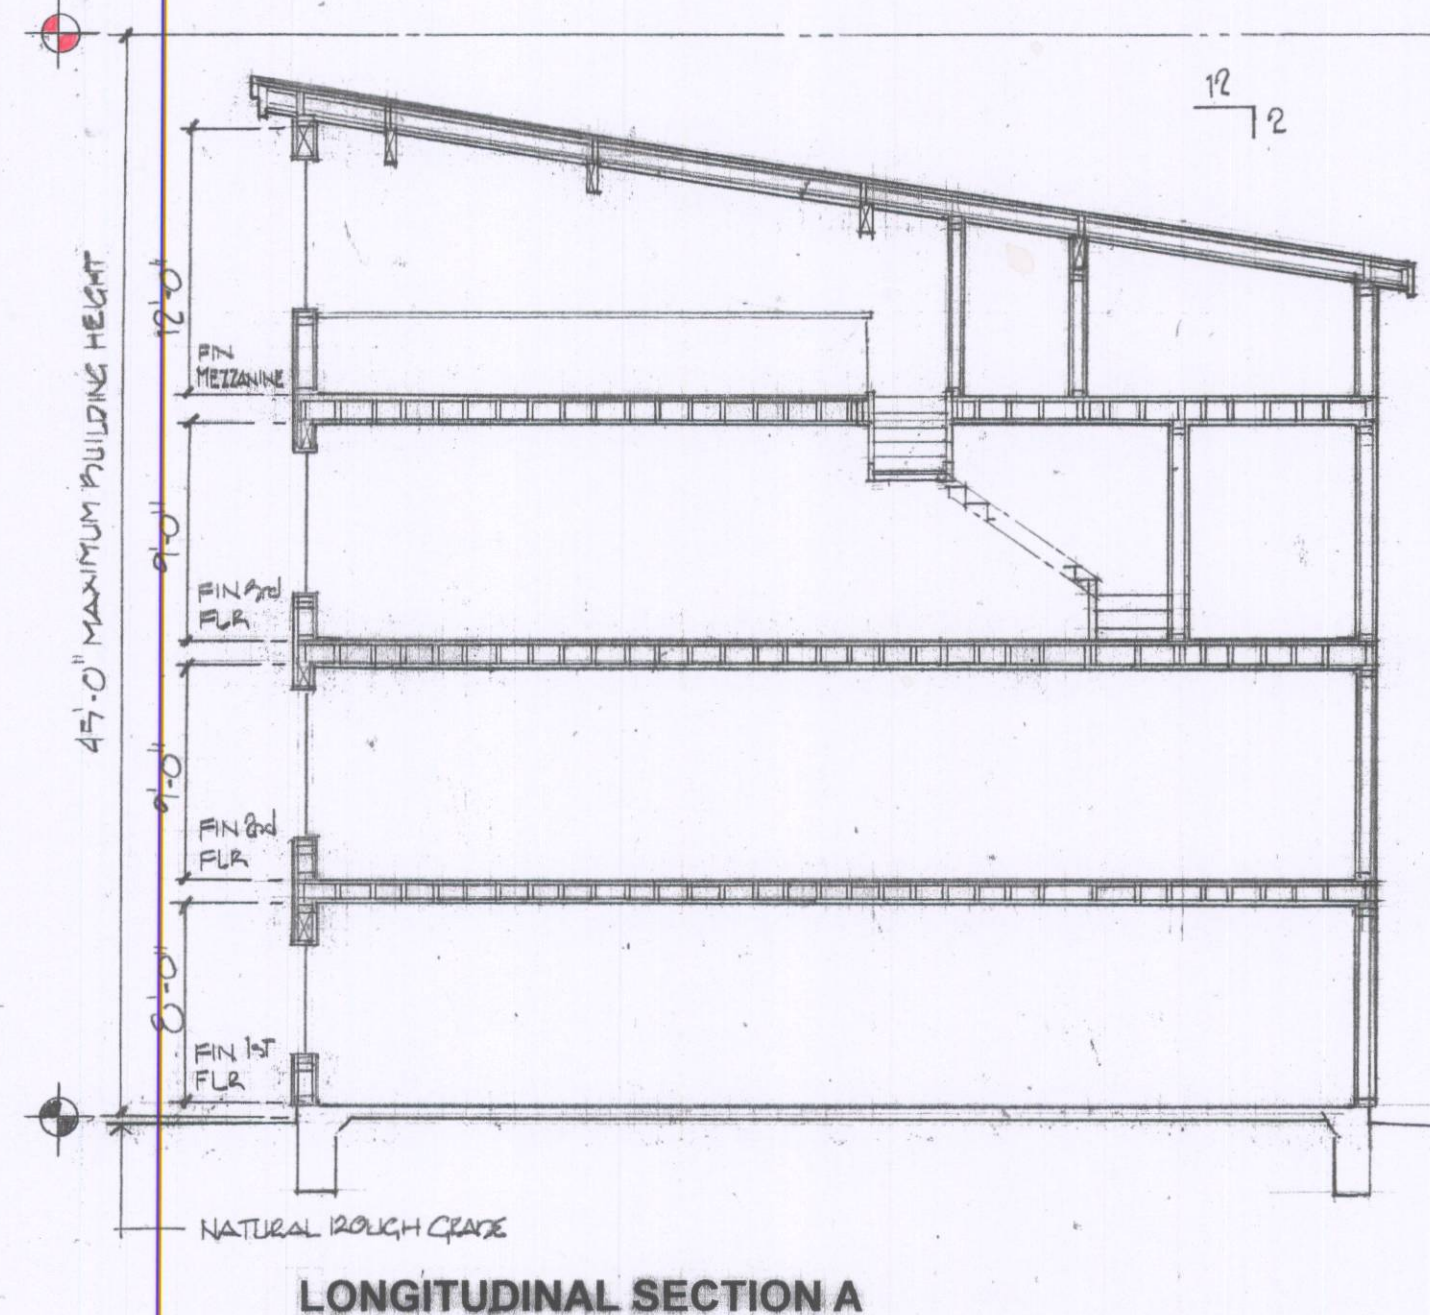 12
2
45'-0" MAXIMUM BUILDING HEIGHT
12'-0"
FIN
MEZZANINE
9'-0"
FIN 3rd
FLR
9'-0"
FIN 2nd
FLR
8'-0"
FIN 1st
FLR
NATURAL ROUGH GRADE
LONGITUDINAL SECTION A